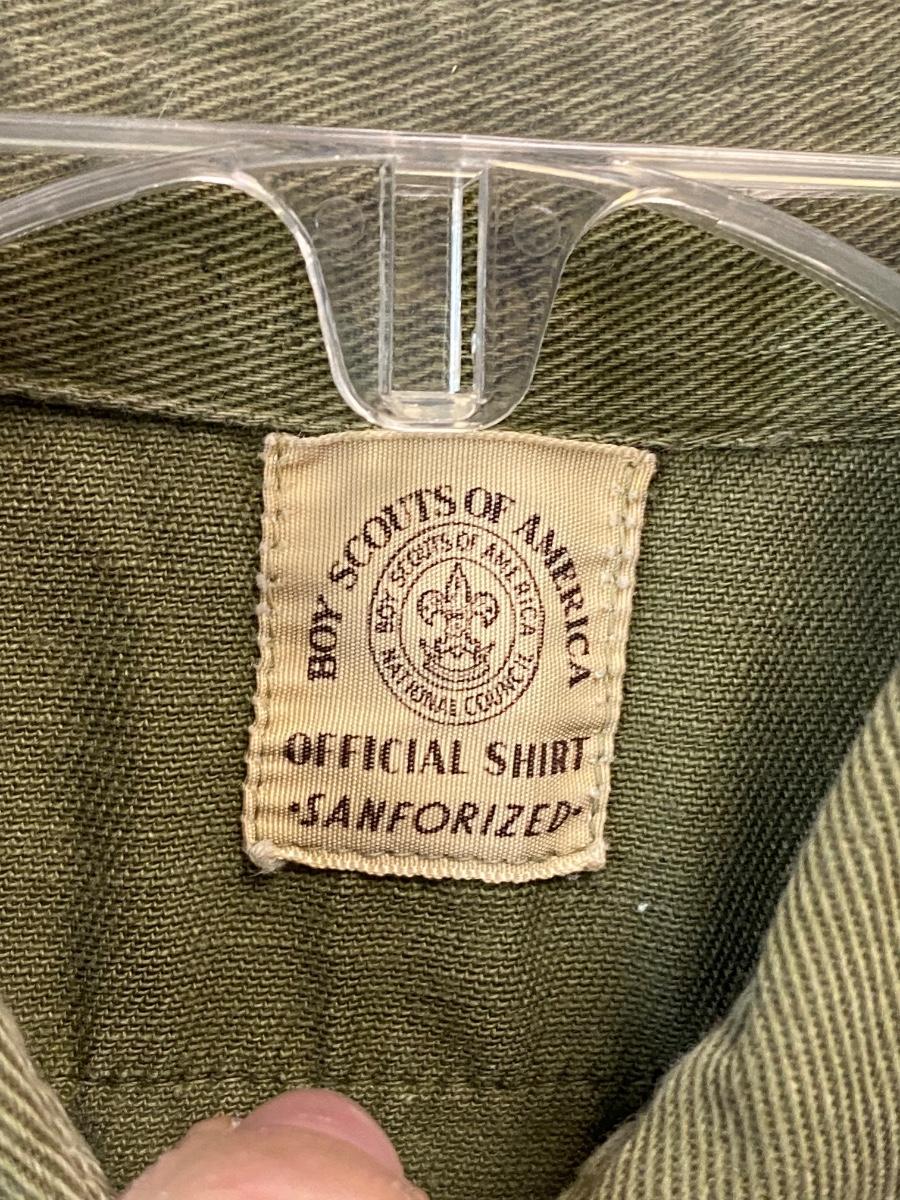 BOY SCOUTS OF AMERICA
BOY SCOUTS OF AMERICA
NATIONAL COUNCIL
OFFICIAL SHIRT
•SANFORIZED•